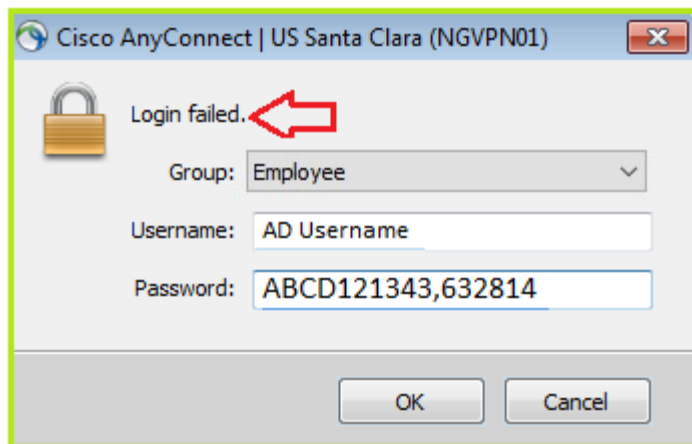 Cisco AnyConnect | US Santa Clara (NGVPN01)
Login failed.
Group: Employee
Username: AD Username
Password: ABCD121343,632814
OK Cancel